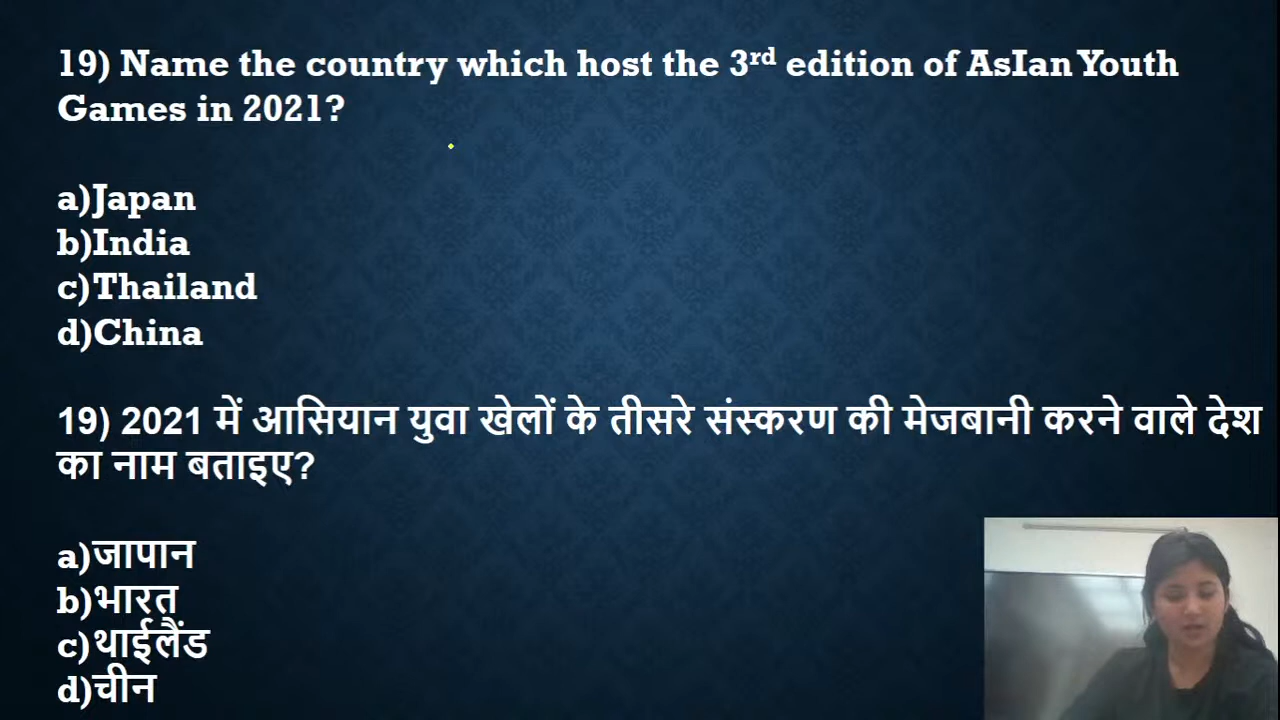 19) Name the country which host the 3rd edition of AsIan Youth
Games in 2021?
a)Japan
b)India
c)Thailand
d)China
19) 2021 में आसियान युवा खेलों के तीसरे संस्करण की मेजबानी करने वाले देश
का नाम बताइए?
a)जापान
b)भारत
c)थाईलैंड
d)चीन